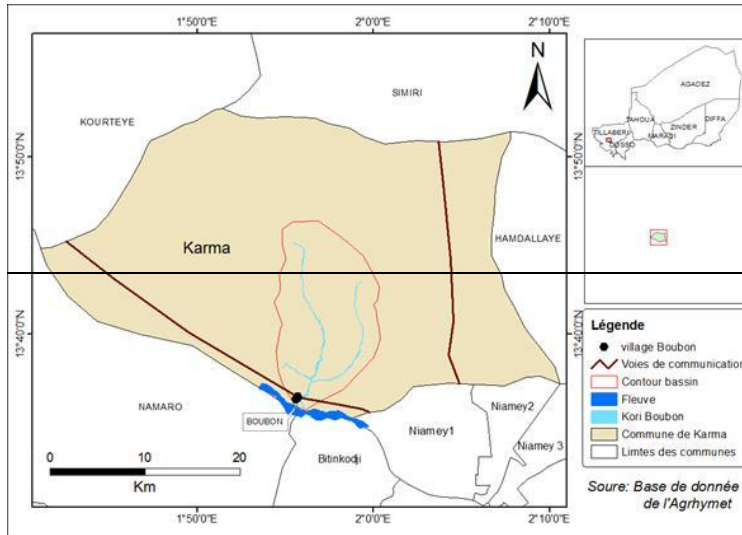 1°50'0"E
2°0'0"E
2°10'0"E
N
SIMIRI
KOURTEYE
13°50'0"N
13°50'0"N
Karma
HAMDALLAYE
13°40'0"N
13°40'0"N
NAMARO
BOUBON
Niamey2
Niamey1
Niamey 3
Bitinkodji
0
10
20
Km
1°50'0"E
2°0'0"E
2°10'0"E
AGADEZ
TAHOUA
DIFFA
ZINDER
TILLABERI
MARADI
DOSSO
Légende
village Boubon
Voies de communication
Contour bassin
Fleuve
Kori Boubon
Commune de Karma
Limtes des communes
Soure: Base de donnée
de l'Agrhymet